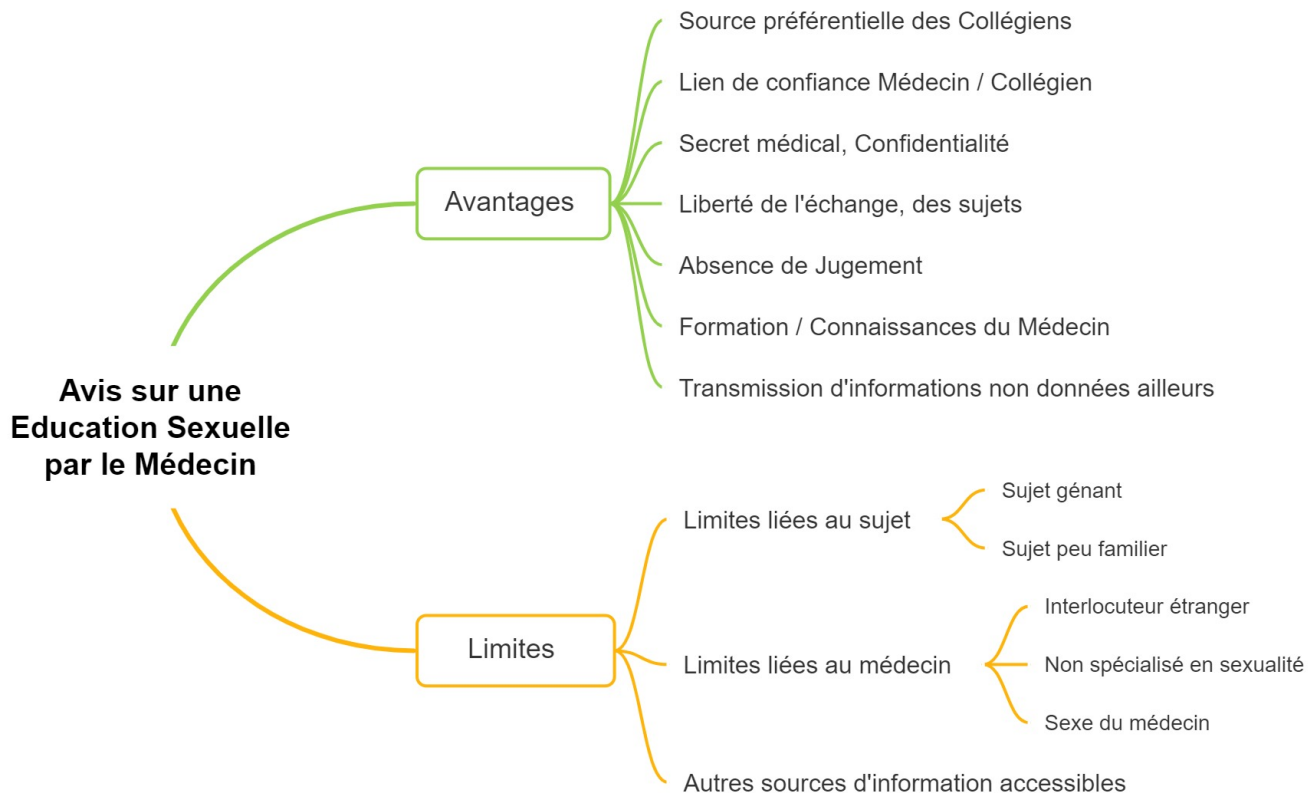 Avis sur une
Education Sexuelle
par le Médecin
Avantages
Source préférentielle des Collégiens
Lien de confiance Médecin / Collégien
Secret médical, Confidentialité
Liberté de l'échange, des sujets
Absence de Jugement
Formation / Connaissances du Médecin
Transmission d'informations non données ailleurs
Limites
Limites liées au sujet
Sujet génant
Sujet peu familier
Limites liées au médecin
Interlocuteur étranger
Non spécialisé en sexualité
Sexe du médecin
Autres sources d'information accessibles